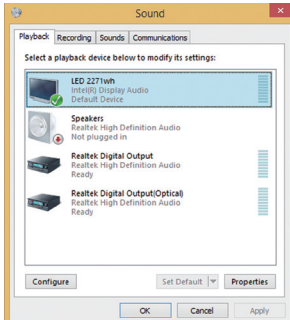 Sound
Playback Recording Sounds Communications
Select a playback device below to modify its settings:
LED 2271wh
Intel(R) Display Audio
Default Device
Speakers
Realtek High Definition Audio
Not plugged in
Realtek Digital Output
Realtek High Definition Audio
Ready
Realtek Digital Output(Optical)
Realtek High Definition Audio
Ready
Configure Set Default Properties
OK Cancel Apply